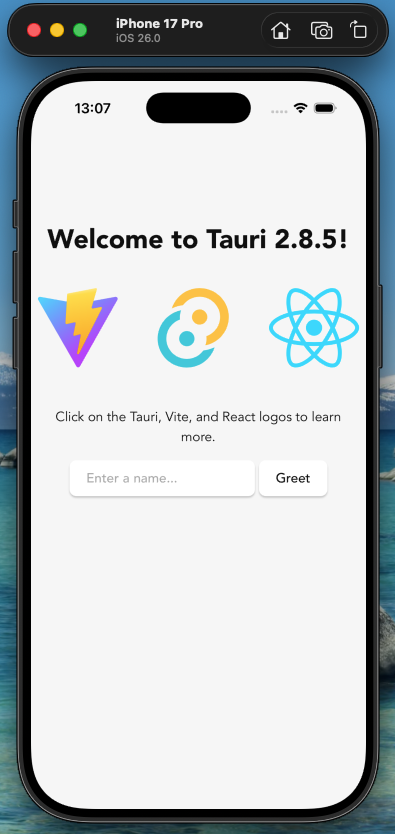 iPhone 17 Pro
iOS 26.0
13:07
Welcome to Tauri 2.8.5!
Click on the Tauri, Vite, and React logos to learn
more.
Enter a name...
Greet